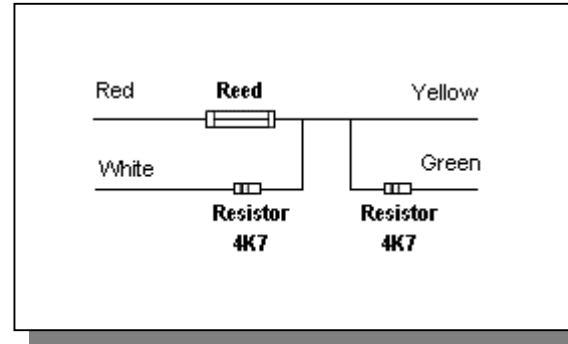 Red Reed Yellow
White Green
Resistor Resistor
4K7 4K7